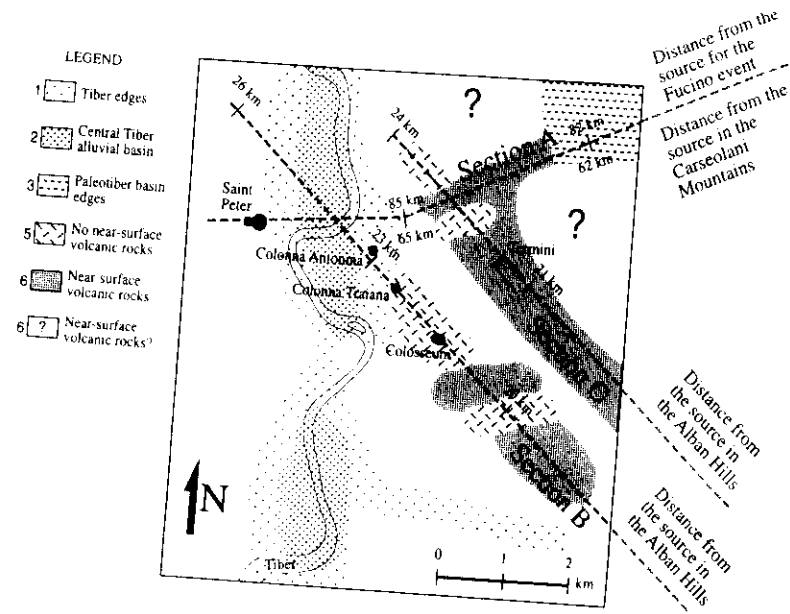 LEGEND
1 Tiber edges
2 Central Tiber
alluvial basin
3 Paleotiber basin
edges
5 No near-surface
volcanic rocks
6 Near surface
volcanic rocks
6 ? Near-surface
volcanic rocks
26 km
24 km
?
Section A
82 km
62 km
85 km
65 km
Saint
Peter
?
Colonna Antonina
Termini
Colonna Traiana
Colosseum
Section C
Section B
N
Tiber
0 1 2
km
Distance from the
source for the
Fucino event
Distance from the
source in the
Carseolani
Mountains
Distance from
the source in
the Alban Hills
Distance from
the source in
the Alban Hills